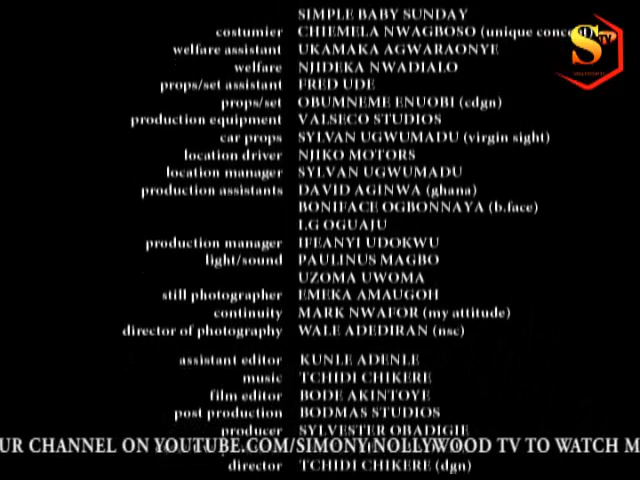 SIMPLE BABY SUNDAY
costumier CHIEMELA NWAGBOSO (unique concept)
welfare assistant UKAMAKA AGWARAONYE
welfare NJIDEKA NWADIALO
props/set assistant FRED UDE
props/set OBUMNEME ENUOBI (cdgn)
production equipment VALSECO STUDIOS
car props SYLVAN UGWUMADU (virgin sight)
location driver NJIKO MOTORS
location manager SYLVAN UGWUMADU
production assistants DAVID AGINWA (ghana)
BONIFACE OGBONNAYA (b.face)
I.G OGUAJU
production manager IFEANYI UDOKWU
light/sound PAULINUS MAGBO
UZOMA UWOMA
still photographer EMEKA AMAUGOH
continuity MARK NWAFOR (my attitude)
director of photography WALE ADEDIRAN (nsc)
assistant editor KUNLE ADENLE
music TCHIDI CHIKERE
film editor BODE AKINTOYE
post production BODMAS STUDIOS
producer SYLVESTER OBADIGIE
UR CHANNEL ON YOUTUBE.COM/SIMONY NOLLYWOOD TV TO WATCH M
director TCHIDI CHIKERE (dgn)
STV